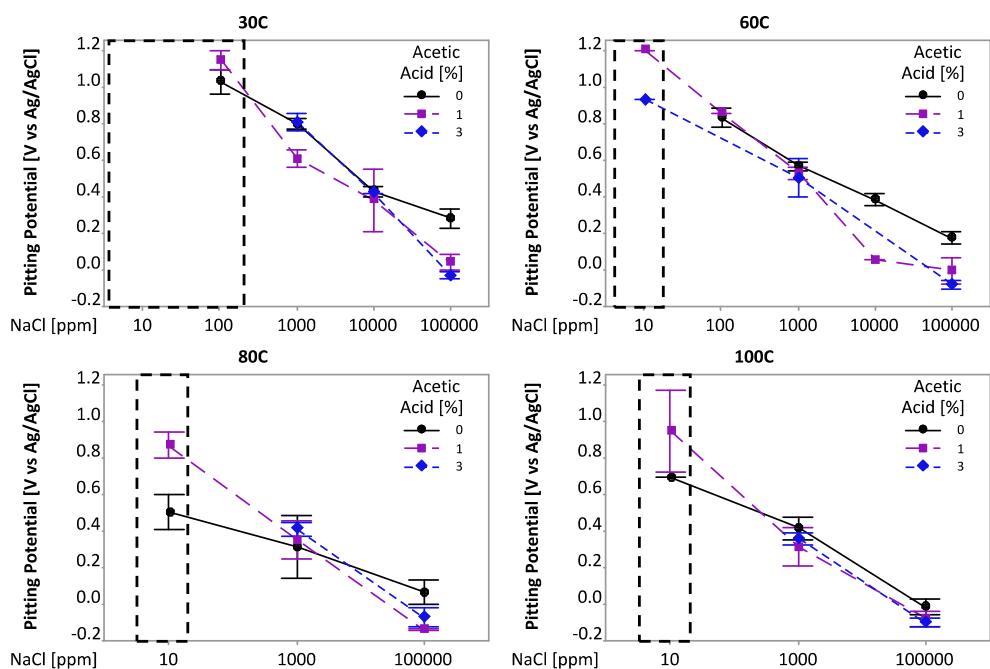 30C
Pitting Potential [V vs Ag/AgCl]
1.2
1.0
0.8
0.6
0.4
0.2
0.0
-0.2
Acetic
Acid [%]
0
1
3
NaCl [ppm] 10 100 1000 10000 100000
60C
Pitting Potential [V vs Ag/AgCl]
1.2
1.0
0.8
0.6
0.4
0.2
0.0
-0.2
Acetic
Acid [%]
0
1
3
NaCl [ppm] 10 100 1000 10000 100000
80C
Pitting Potential [V vs Ag/AgCl]
1.2
1.0
0.8
0.6
0.4
0.2
0.0
-0.2
Acetic
Acid [%]
0
1
3
NaCl [ppm] 10 1000 100000
100C
Pitting Potential [V vs Ag/AgCl]
1.2
1.0
0.8
0.6
0.4
0.2
0.0
-0.2
Acetic
Acid [%]
0
1
3
NaCl [ppm] 10 1000 100000